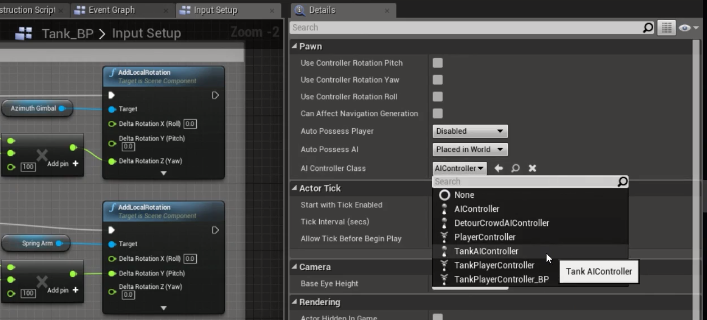 struction Script
Event Graph
Input Setup
Details
Tank_BP > Input Setup
Zoom -2
AddLocalRotation
Target is Scene Component
Azimuth Gimbal
Target
Delta Rotation X (Roll) 0.0
Delta Rotation Y (Pitch)
0.0
Delta Rotation Z (Yaw)
100
Add pin +
AddLocalRotation
Target is Scene Component
Spring Arm
Target
Delta Rotation X (Roll) 0.0
Delta Rotation Y (Pitch)
Delta Rotation Z (Yaw)
0.0
100
Add pin +
Search
Pawn
Use Controller Rotation Pitch
Use Controller Rotation Yaw
Use Controller Rotation Roll
Can Affect Navigation Generation
Auto Possess Player
Disabled
Auto Possess AI
Placed in World
AI Controller Class
AIController
Search
None
AIController
DetourCrowdAIController
PlayerController
TankAIController
TankPlayerController
TankPlayerController_BP
Tank AIController
Actor Tick
Start with Tick Enabled
Tick Interval (secs)
Allow Tick Before Begin Play
Camera
Base Eye Height
Rendering
Actor Hidden In Game